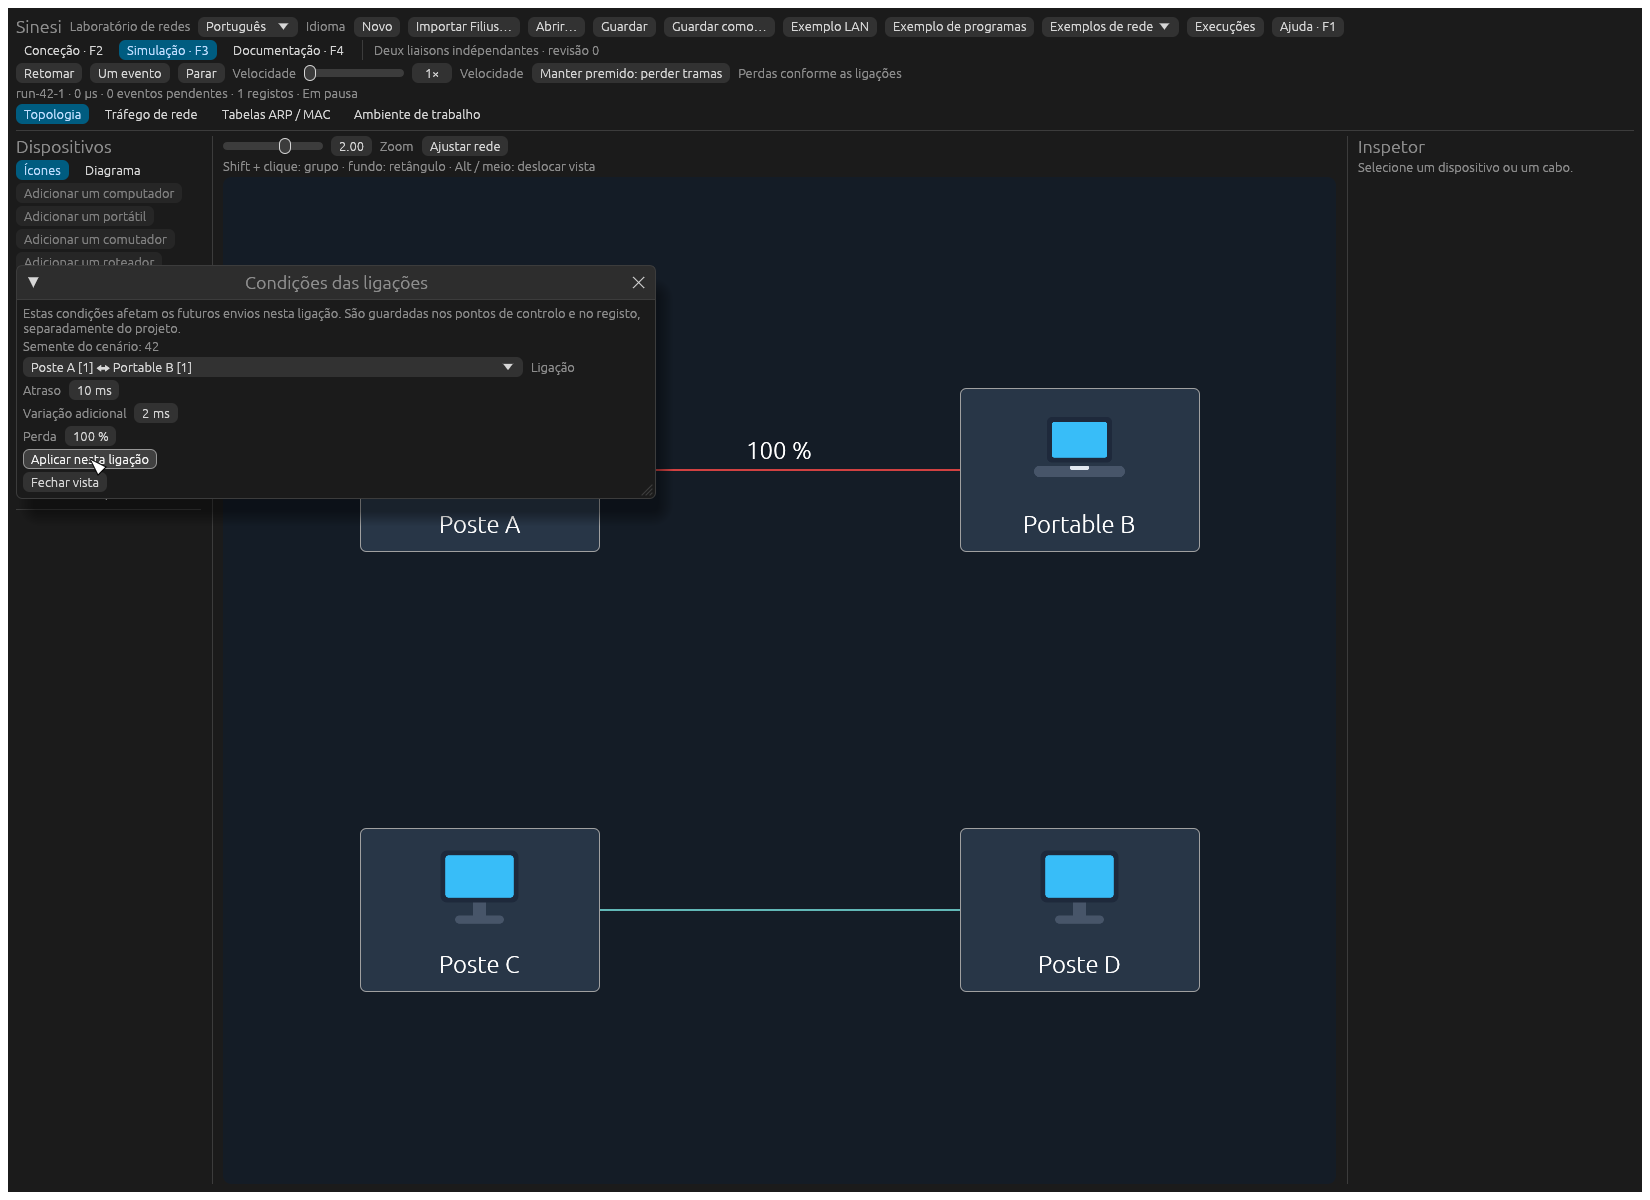 Sinesi Laboratório de redes Português Idioma Novo Importar Filius... Abrir... Guardar Guardar como... Exemplo LAN Exemplo de programas Exemplos de rede Execuções Ajuda · F1
Conceção · F2 Simulação · F3 Documentação · F4 Deux liaisons indépendantes · revisão 0
Retomar Um evento Parar Velocidade 1× Velocidade Manter premido: perder tramas Perdas conforme as ligações
run-42-1 · 0 µs · 0 eventos pendentes · 1 registos · Em pausa
Topologia Tráfego de rede Tabelas ARP / MAC Ambiente de trabalho
Dispositivos
Ícones Diagrama
Adicionar um computador
Adicionar um portátil
Adicionar um comutador
Adicionar um roteador
2.00 Zoom Ajustar rede
Shift + clique: grupo · fundo: retângulo · Alt / meio: deslocar vista
Inspetor
Selecione um dispositivo ou um cabo.
Condições das ligações
Estas condições afetam os futuros envios nesta ligação. São guardadas nos pontos de controlo e no registo,
separadamente do projeto.
Semente do cenário: 42
Poste A [1] ⬌ Portable B [1] Ligação
Atraso 10 ms
Variação adicional 2 ms
Perda 100 %
Aplicar nesta ligação
Fechar vista
100 %
Poste A
Portable B
Poste C
Poste D